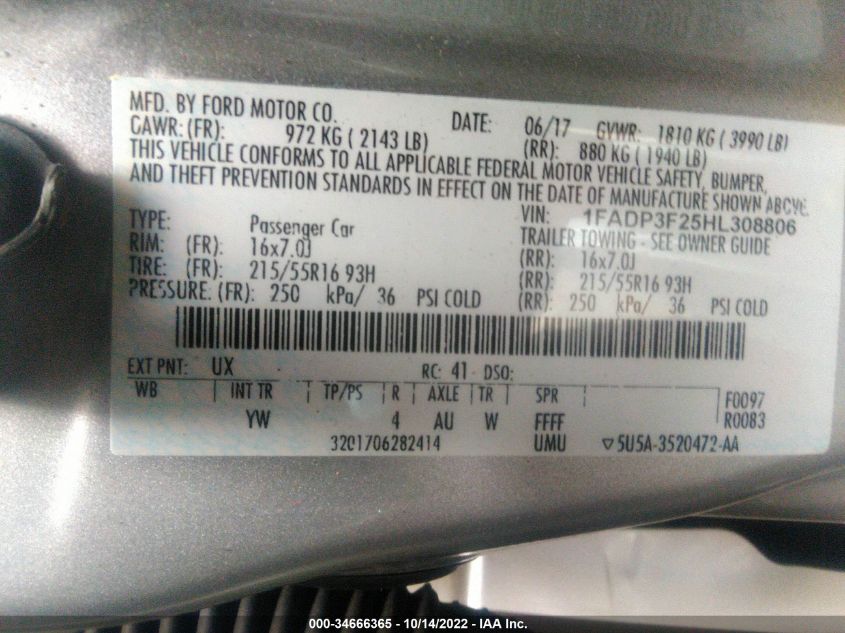 MFD. BY FORD MOTOR CO. DATE: 06/17 GVWR: 1810 KG ( 3990 LB)
GAWR: (FR): 972 KG ( 2143 LB) (RR): 880 KG ( 1940 LB)
THIS VEHICLE CONFORMS TO ALL APPLICABLE FEDERAL MOTOR VEHICLE SAFETY, BUMPER,
AND THEFT PREVENTION STANDARDS IN EFFECT ON THE DATE OF MANUFACTURE SHOWN ABOVE.
VIN: 1FADP3F25HL308806
TYPE: Passenger Car TRAILER TOWING - SEE OWNER GUIDE
RIM: (FR): 16x7.0J (RR): 16x7.0J
TIRE: (FR): 215/55R16 93H (RR): 215/55R16 93H
PRESSURE: (FR): 250 kPa/ 36 PSI COLD (RR): 250 kPa/ 36 PSI COLD
EXT PNT: UX RC: 41 DSO:
WB | INT TR | TP/PS | R | AXLE | TR | SPR F0097
YW 4 AU W FFFF R0083
3201706282414 UMU ▽5U5A-3520472-AA
000-34666365 - 10/14/2022 - IAA Inc.